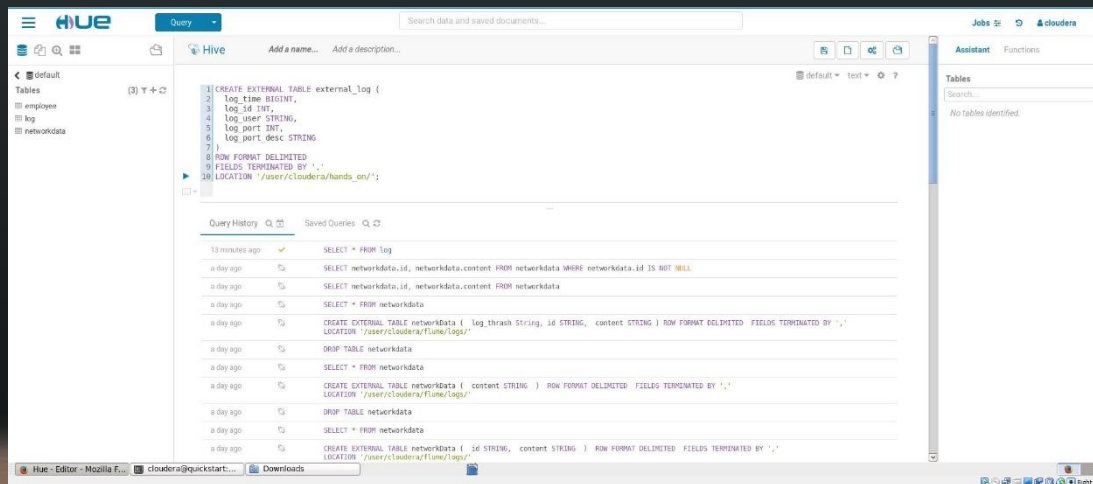 HUE
Query
Search data and saved documents...
Jobs
cloudera
Hive
Add a name...
Add a description...
Assistant
Functions
default
Tables
(3)
employee
log
networkdata
default
text
?
Tables
Search...
No tables identified.
1 CREATE EXTERNAL TABLE external_log (
2 log_time BIGINT,
3 log_id INT,
4 log_user STRING,
5 log_port INT,
6 log_port_desc STRING
7 )
8 ROW FORMAT DELIMITED
9 FIELDS TERMINATED BY ','
10 LOCATION '/user/cloudera/hands_on/';
Query History
Saved Queries
13 minutes ago SELECT * FROM log
a day ago SELECT networkdata.id, networkdata.content FROM networkdata WHERE networkdata.id IS NOT NULL
a day ago SELECT networkdata.id, networkdata.content FROM networkdata
a day ago SELECT * FROM networkdata
a day ago CREATE EXTERNAL TABLE networkData ( log_thrash String, id STRING, content STRING ) ROW FORMAT DELIMITED FIELDS TERMINATED BY ','
LOCATION '/user/cloudera/flume/logs/'
a day ago DROP TABLE networkdata
a day ago SELECT * FROM networkdata
a day ago CREATE EXTERNAL TABLE networkData ( content STRING ) ROW FORMAT DELIMITED FIELDS TERMINATED BY ','
LOCATION '/user/cloudera/flume/logs/'
a day ago DROP TABLE networkdata
a day ago SELECT * FROM networkdata
a day ago CREATE EXTERNAL TABLE networkData ( id STRING, content STRING ) ROW FORMAT DELIMITED FIELDS TERMINATED BY ','
LOCATION '/user/cloudera/flume/logs/'
Hue - Editor - Mozilla F...
cloudera@quickstart:...
Downloads
Right